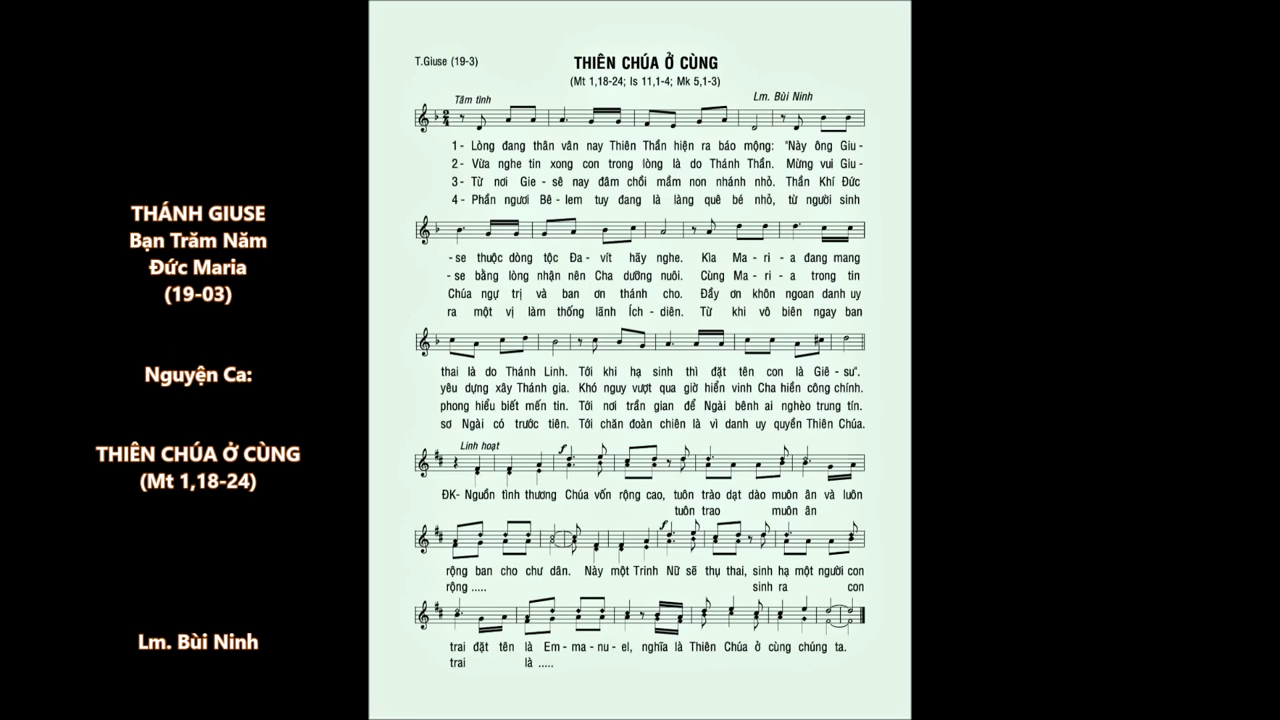 THÁNH GIUSE
Bạn Trăm Năm
Đức Maria
(19-03)
Nguyện Ca:
THIÊN CHÚA Ở CÙNG
(Mt 1,18-24)
Lm. Bùi Ninh
T.Giuse (19-3)
THIÊN CHÚA Ở CÙNG
(Mt 1,18-24; Is 11,1-4; Mk 5,1-3)
Lm. Bùi Ninh
Tâm tình
1- Lòng đang thân vân nay Thiên Thần hiện ra báo mộng: "Này ông Giu-
2- Vừa nghe tin xong con trong lòng là do Thánh Thần. Mừng vui Giu-
3- Từ nơi Gie-sê nay đâm chồi mầm non nhánh nhỏ. Thần Khí Đức
4- Phần ngươi Bê-lem tuy đang là làng quê bé nhỏ, từ người sinh
-se thuộc dòng tộc Đa-vít hãy nghe. Kìa Ma-ri-a đang mang
-se bằng lòng nhận nên Cha dưỡng nuôi. Cùng Ma-ri-a trong tin
Chúa ngự trị và ban ơn thánh cho. Đầy ơn khôn ngoan danh uy
ra một vị làm thống lãnh Ích-diên. Từ khi vô biên ngay ban
thai là do Thánh Linh. Tới khi hạ sinh thì đặt tên con là Giê-su".
yêu dựng xây Thánh gia. Khó nguy vượt qua giờ hiển vinh Cha hiền công chính.
phong hiểu biết mến tin. Tới nơi trần gian để Ngài bênh ai nghèo trung tín.
sơ Ngài có trước tiên. Tới chăn đoàn chiên là vì danh uy quyền Thiên Chúa.
Linh hoạt
f
ĐK- Nguồn tình thương Chúa vốn rộng cao, tuôn trào dạt dào muôn ân và luôn
tuôn trao muôn ân
f
rộng ban cho chư dân. Này một Trinh Nữ sẽ thụ thai, sinh hạ một người con
rộng ..... sinh ra con
trai đặt tên là Em-ma-nu-el, nghĩa là Thiên Chúa ở cùng chúng ta.
trai là .....